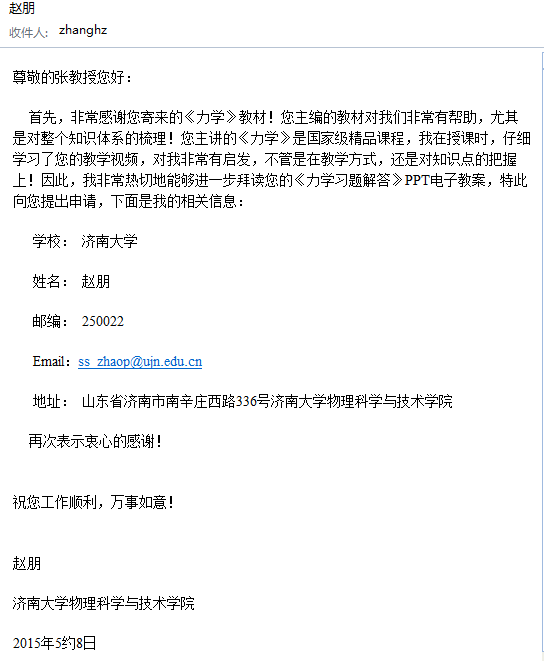 赵朋
收件人: zhanghz
尊敬的张教授您好：
首先，非常感谢您寄来的《力学》教材！您主编的教材对我们非常有帮助，尤其
是对整个知识体系的梳理！您主讲的《力学》是国家级精品课程，我在授课时，仔细
学习了您的教学视频，对我非常有启发，不管是在教学方式，还是对知识点的把握
上！因此，我非常热切地能够进一步拜读您的《力学习题解答》PPT电子教案，特此
向您提出申请，下面是我的相关信息：
学校： 济南大学
姓名： 赵朋
邮编： 250022
Email：ss_zhaop@ujn.edu.cn
地址： 山东省济南市南辛庄西路336号济南大学物理科学与技术学院
再次表示衷心的感谢！
祝您工作顺利，万事如意！
赵朋
济南大学物理科学与技术学院
2015年5约8日